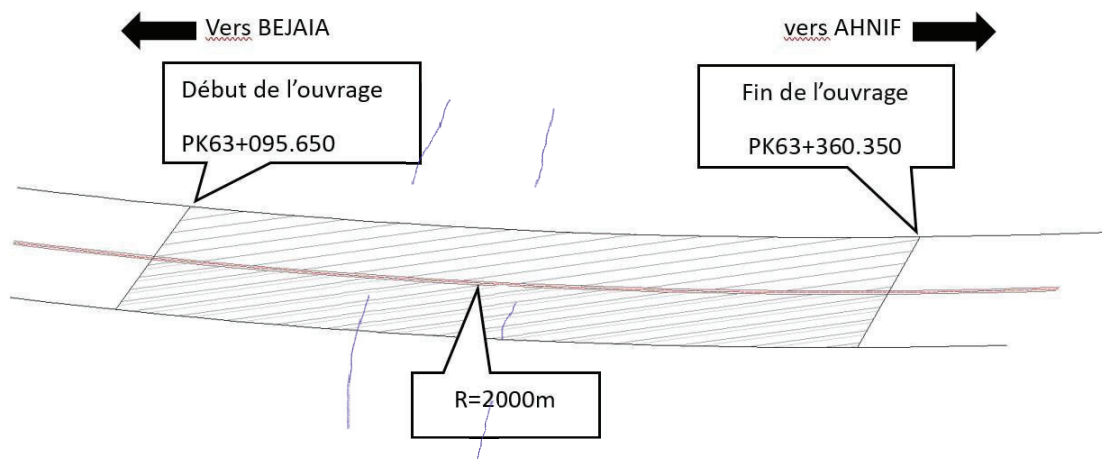 Vers BEJAIA
vers AHNIF
Début de l’ouvrage
PK63+095.650
Fin de l’ouvrage
PK63+360.350
R=2000m